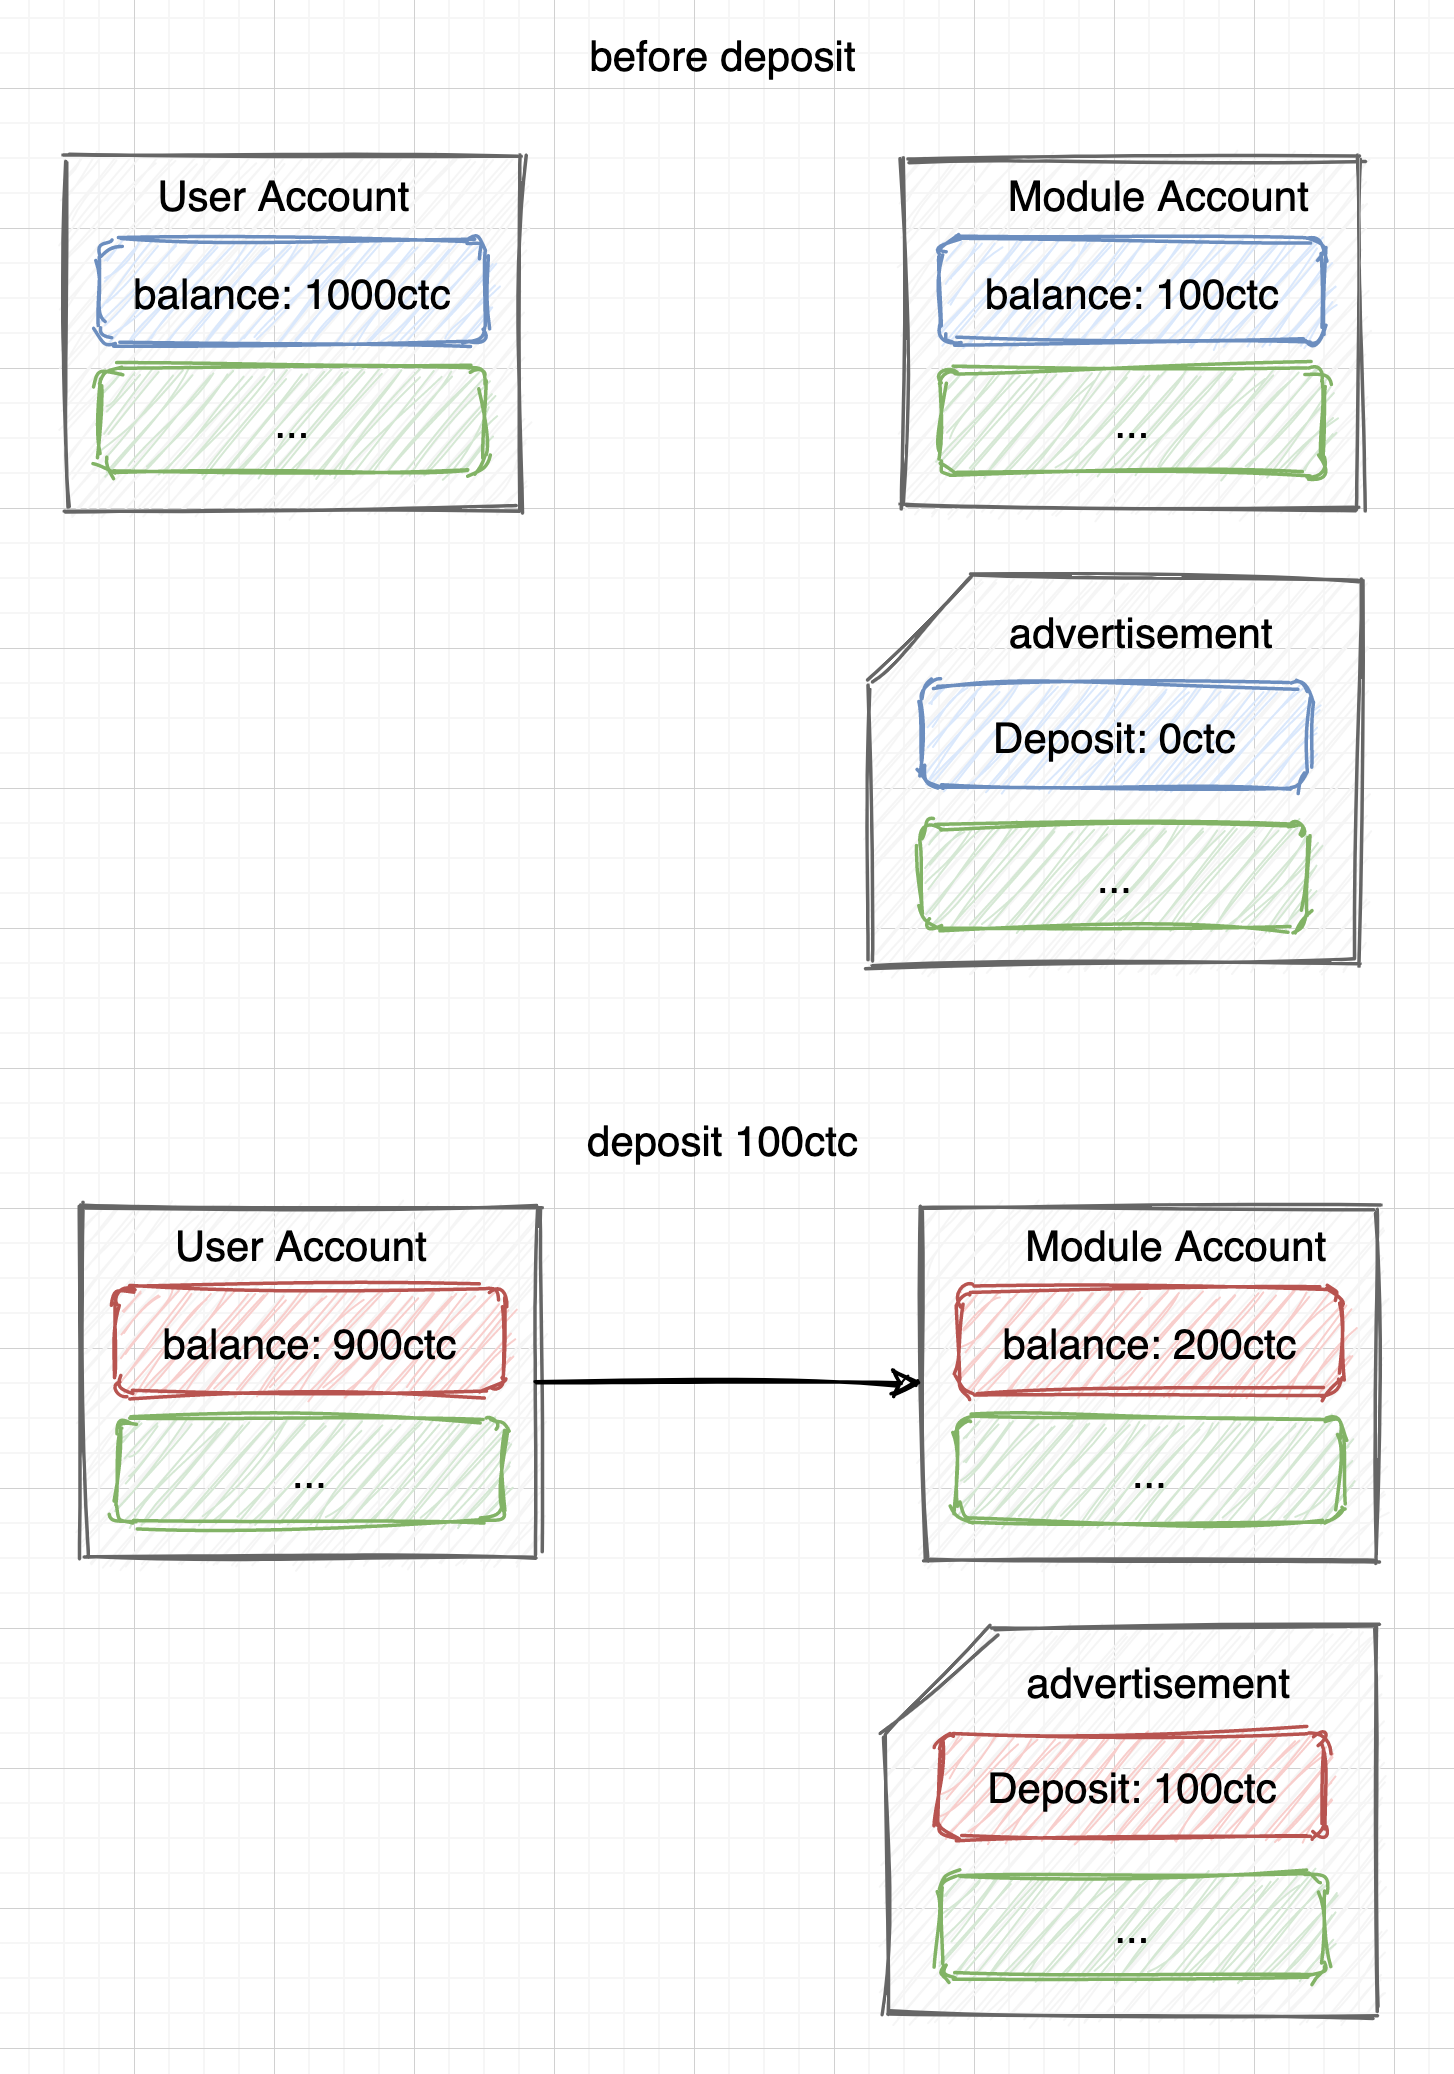 before deposit
User Account
balance: 1000ctc
...
Module Account
balance: 100ctc
...
advertisement
Deposit: 0ctc
...
deposit 100ctc
User Account
balance: 900ctc
...
Module Account
balance: 200ctc
...
advertisement
Deposit: 100ctc
...